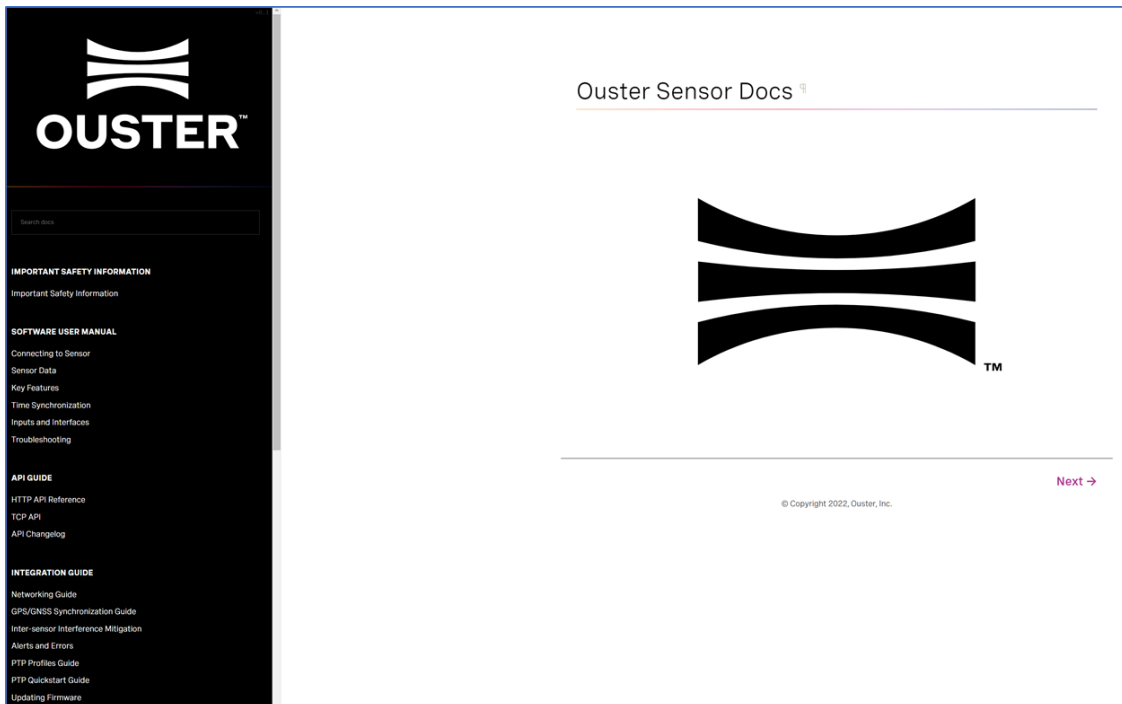 OUSTER™
Search docs
IMPORTANT SAFETY INFORMATION
Important Safety Information
SOFTWARE USER MANUAL
Connecting to Sensor
Sensor Data
Key Features
Time Synchronization
Inputs and Interfaces
Troubleshooting
API GUIDE
HTTP API Reference
TCP API
API Changelog
INTEGRATION GUIDE
Networking Guide
GPS/GNSS Synchronization Guide
Inter-sensor Interference Mitigation
Alerts and Errors
PTP Profiles Guide
PTP Quickstart Guide
Updating Firmware
Ouster Sensor Docs ¶
TM
Next →
© Copyright 2022, Ouster, Inc.